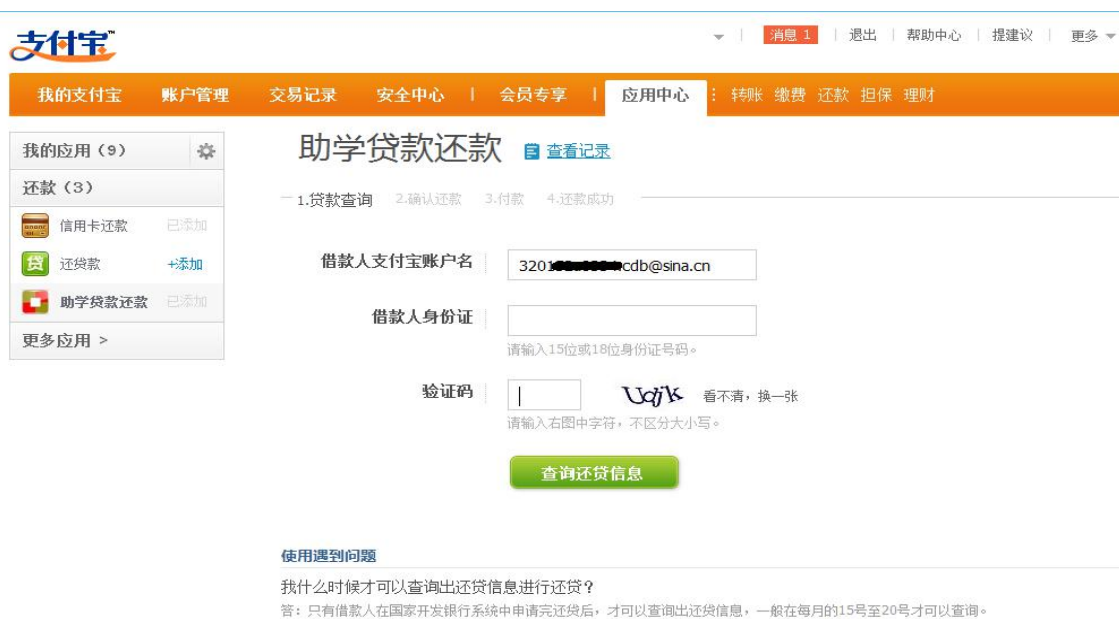 支付宝
消息 1 | 退出 | 帮助中心 | 提建议 | 更多
我的支付宝 账户管理 交易记录 安全中心 | 会员专享 | 应用中心 转账 缴费 还款 担保 理财
我的应用（9）
还款（3）
信用卡还款 已添加
还贷款 +添加
助学贷款还款 已添加
更多应用 >
助学贷款还款 查看记录
1.贷款查询 2.确认还款 3.付款 4.还款成功
借款人支付宝账户名 3201 cdb@sina.cn
借款人身份证
请输入15位或18位身份证号码。
验证码 看不清，换一张
请输入右图中字符，不区分大小写。
查询还贷信息
使用遇到问题
我什么时候才可以查询出还贷信息进行还贷？
答：只有借款人在国家开发银行系统中申请完还贷后，才可以查询出还贷信息，一般在每月的15号至20号才可以查询。